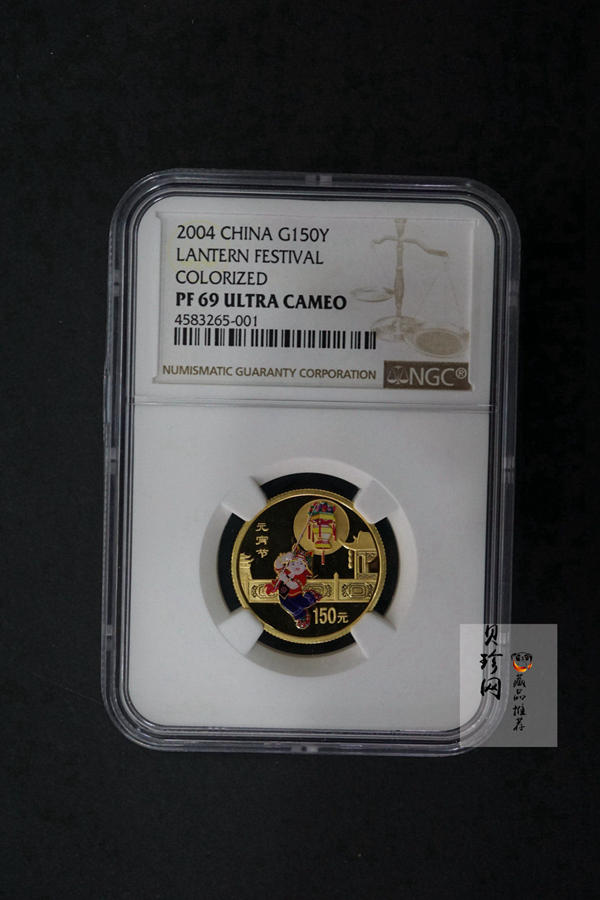 2004 CHINA G150Y
LANTERN FESTIVAL
COLORIZED
PF 69 ULTRA CAMEO
4583265-001
NUMISMATIC GUARANTY CORPORATION
NGC®
元宵节
150元
贝珍网
藏品推荐